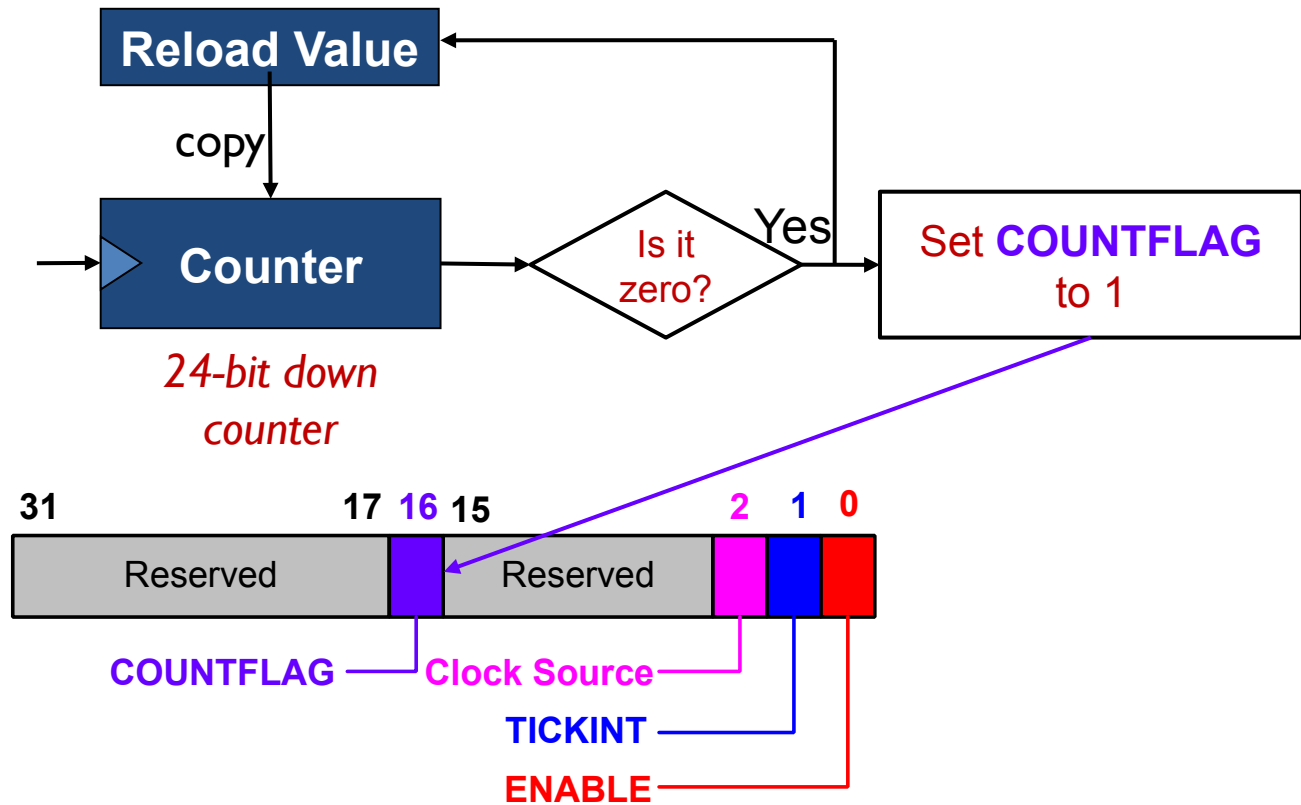 Reload Value
copy
Counter
Is it
zero?
Yes
Set COUNTFLAG
to 1
24-bit down
counter
31 17 16 15 2 1 0
Reserved Reserved
COUNTFLAG Clock Source
TICKINT
ENABLE